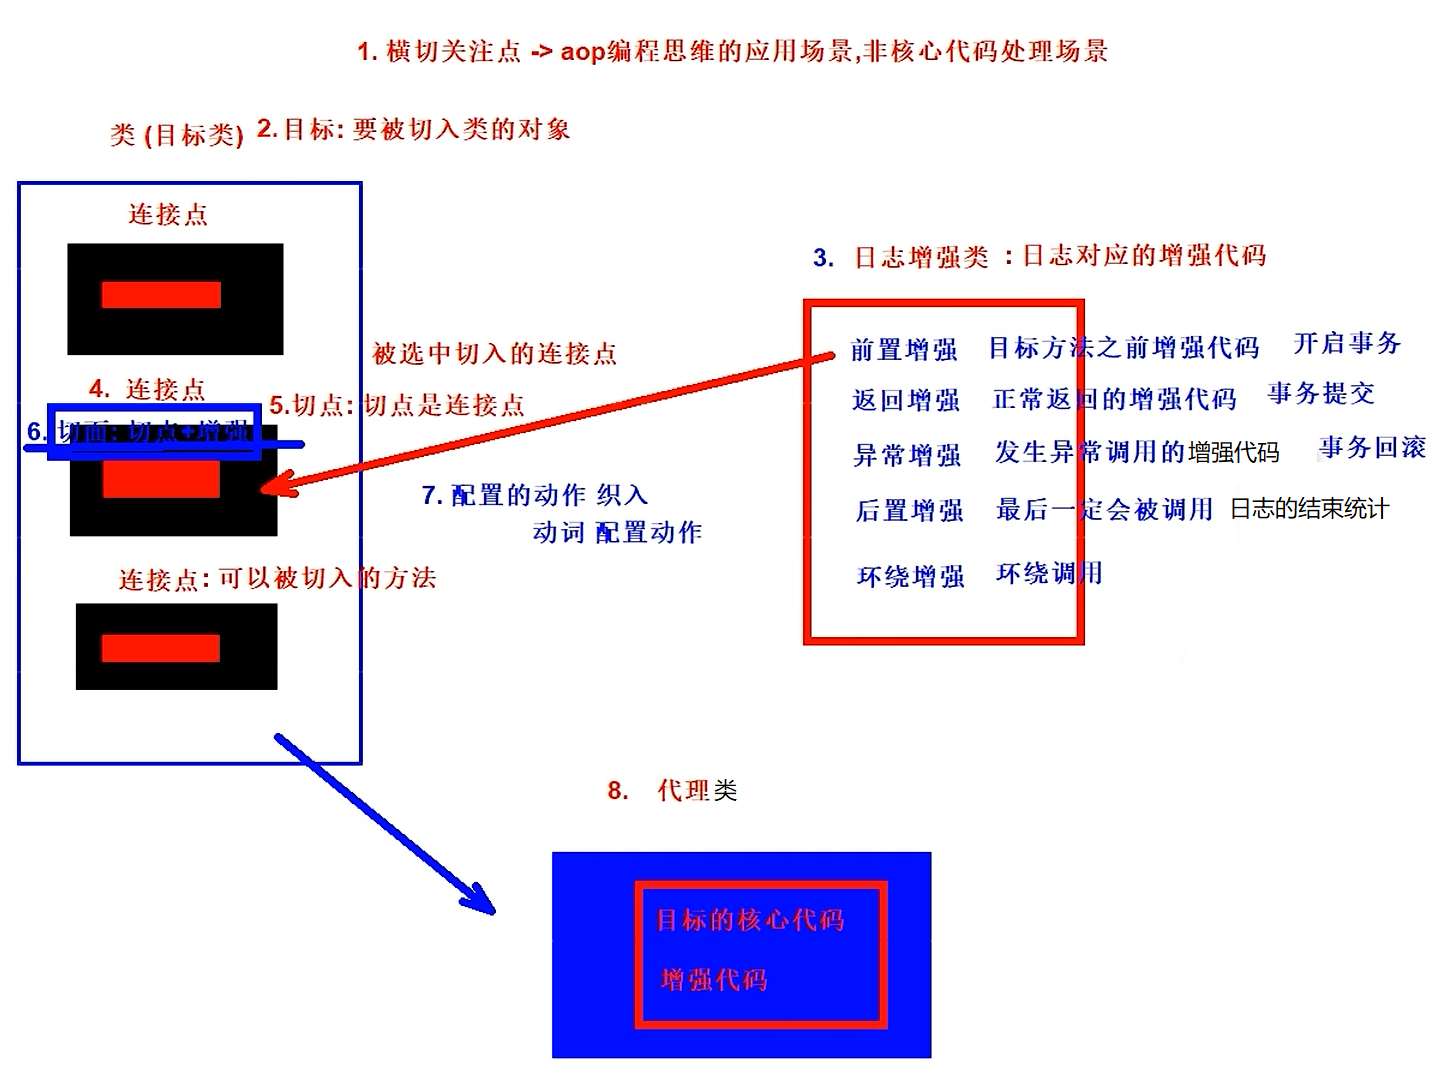 1. 横切关注点 -> aop编程思维的应用场景,非核心代码处理场景
类 (目标类) 2.目标: 要被切入类的对象
连接点
3. 日志增强类 : 日志对应的增强代码
前置增强 目标方法之前增强代码 开启事务
被选中切入的连接点
4. 连接点
5.切点: 切点是连接点
返回增强 正常返回的增强代码 事务提交
6. 切面: 切点+增强
异常增强 发生异常调用的增强代码 事务回滚
7. 配置的动作 织入
动词 配置动作
后置增强 最后一定会被调用 日志的结束统计
连接点: 可以被切入的方法
环绕增强 环绕调用
8. 代理类
目标的核心代码
增强代码